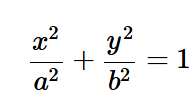 x²/a² + y²/b² = 1